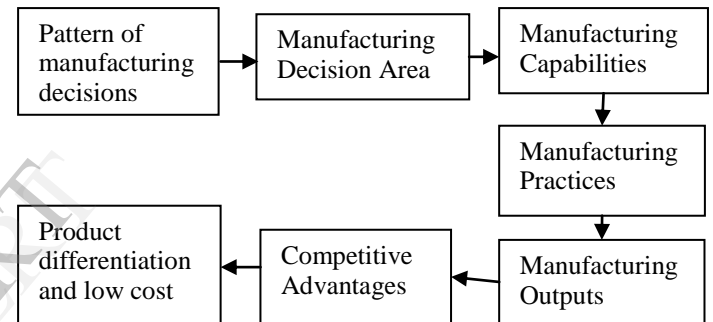 Pattern of
manufacturing
decisions
Manufacturing
Decision Area
Manufacturing
Capabilities
Manufacturing
Practices
Manufacturing
Outputs
Competitive
Advantages
Product
differentiation
and low cost